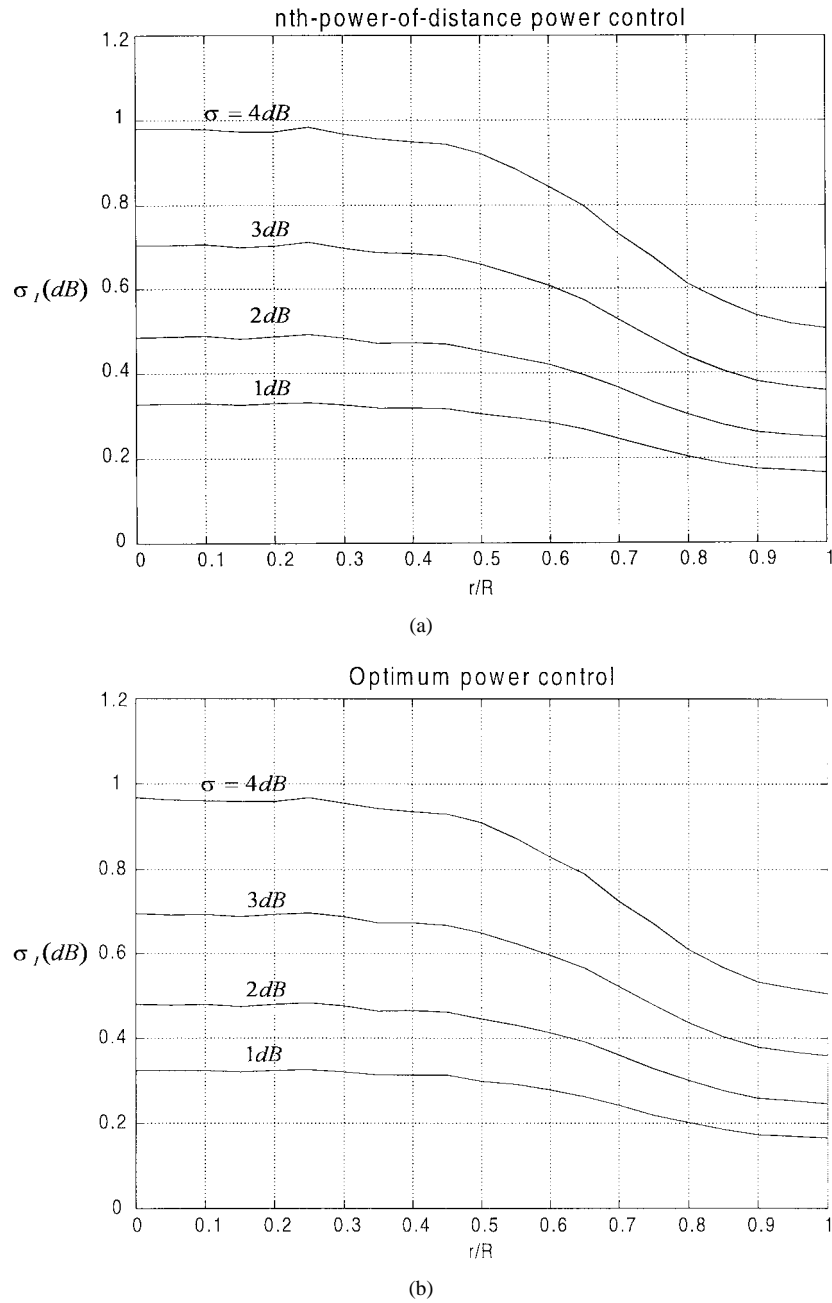 nth-power-of-distance power control
1.2
1
0.8
0.6
0.4
0.2
0
σ = 4dB
3dB
2dB
1dB
σ I (dB)
0 0.1 0.2 0.3 0.4 0.5 0.6 0.7 0.8 0.9 1
r/R
(a)
Optimum power control
1.2
1
0.8
0.6
0.4
0.2
0
σ = 4dB
3dB
2dB
1dB
σ I (dB)
0 0.1 0.2 0.3 0.4 0.5 0.6 0.7 0.8 0.9 1
r/R
(b)